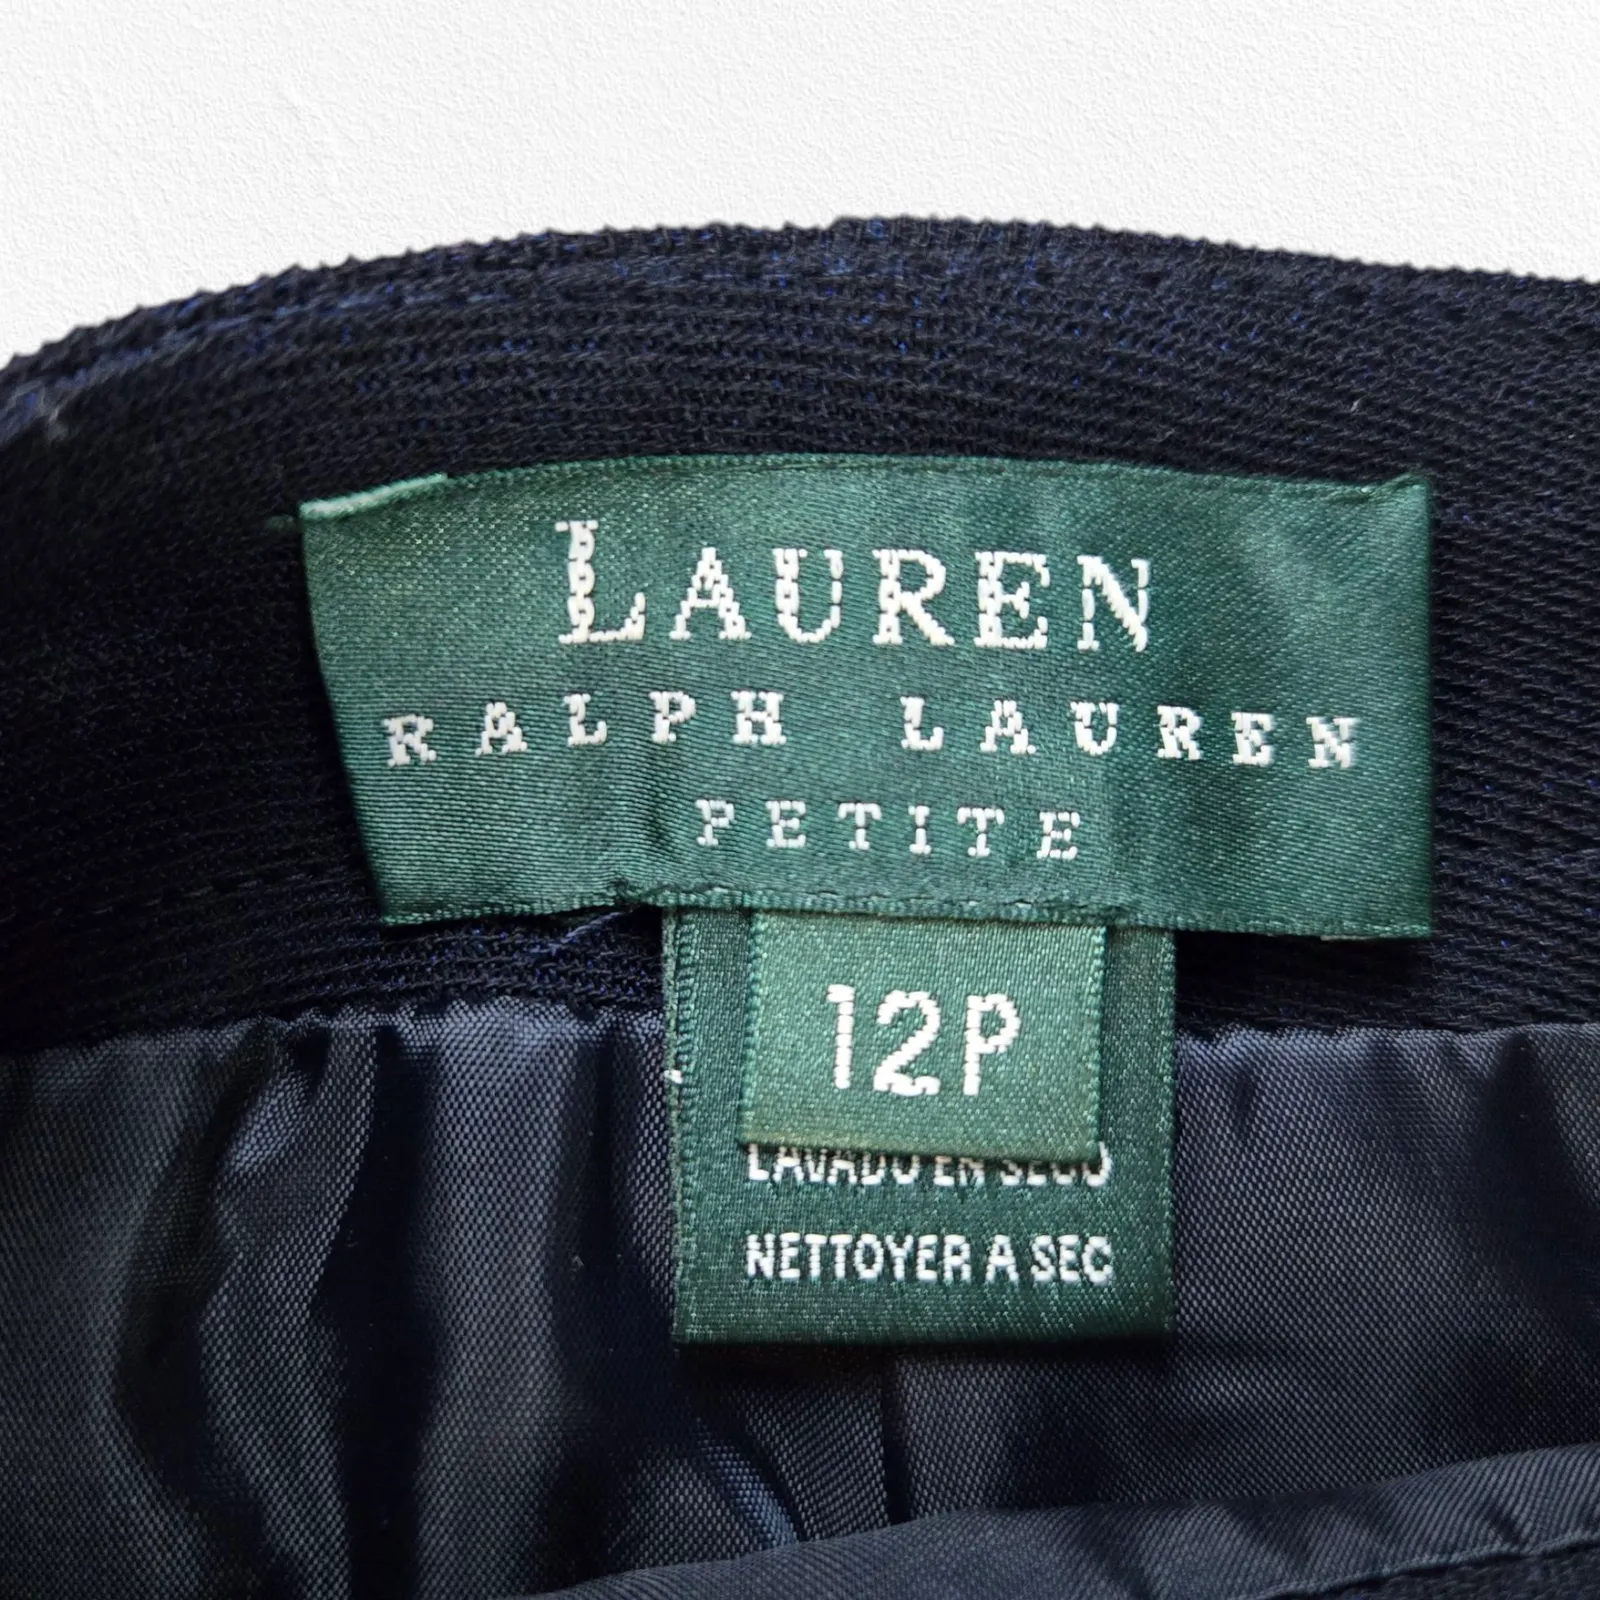 LAUREN
RALPH LAUREN
PETITE
12P
LAVADO EN SECO
NETTOYER A SEC